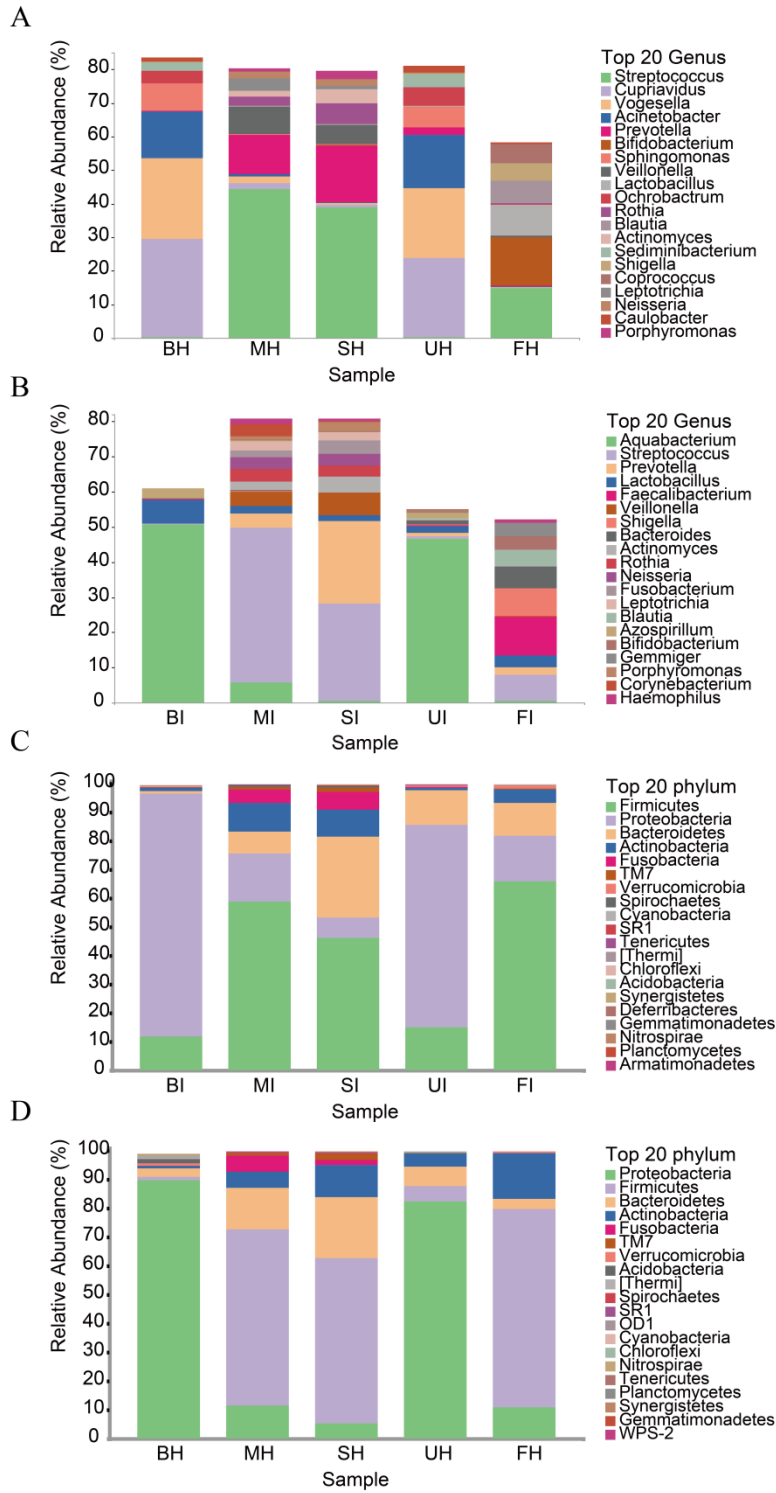 A
Relative Abundance (%)
80
70
60
50
40
30
20
10
0
BH MH SH UH FH
Sample
Top 20 Genus
Streptococcus
Cupriavidus
Vogesella
Acinetobacter
Prevotella
Bifidobacterium
Sphingomonas
Veillonella
Lactobacillus
Ochrobactrum
Rothia
Blautia
Actinomyces
Sediminibacterium
Shigella
Coprococcus
Leptotrichia
Neisseria
Caulobacter
Porphyromonas
B
Relative Abundance (%)
80
70
60
50
40
30
20
10
0
BI MI SI UI FI
Sample
Top 20 Genus
Aquabacterium
Streptococcus
Prevotella
Lactobacillus
Faecalibacterium
Veillonella
Shigella
Bacteroides
Actinomyces
Rothia
Neisseria
Fusobacterium
Leptotrichia
Blautia
Azospirillum
Bifidobacterium
Gemmiger
Porphyromonas
Corynebacterium
Haemophilus
C
Relative Abundance (%)
100
90
80
70
60
50
40
30
20
10
0
BI MI SI UI FI
Sample
Top 20 phylum
Firmicutes
Proteobacteria
Bacteroidetes
Actinobacteria
Fusobacteria
TM7
Verrucomicrobia
Spirochaetes
Cyanobacteria
SR1
Tenericutes
[Thermi]
Chloroflexi
Acidobacteria
Synergistetes
Deferribacteres
Gemmatimonadetes
Nitrospirae
Planctomycetes
Armatimonadetes
D
Relative Abundance (%)
100
90
80
70
60
50
40
30
20
10
0
BH MH SH UH FH
Sample
Top 20 phylum
Proteobacteria
Firmicutes
Bacteroidetes
Actinobacteria
Fusobacteria
TM7
Verrucomicrobia
Acidobacteria
[Thermi]
Spirochaetes
SR1
OD1
Cyanobacteria
Chloroflexi
Nitrospirae
Tenericutes
Planctomycetes
Synergistetes
Gemmatimonadetes
WPS-2